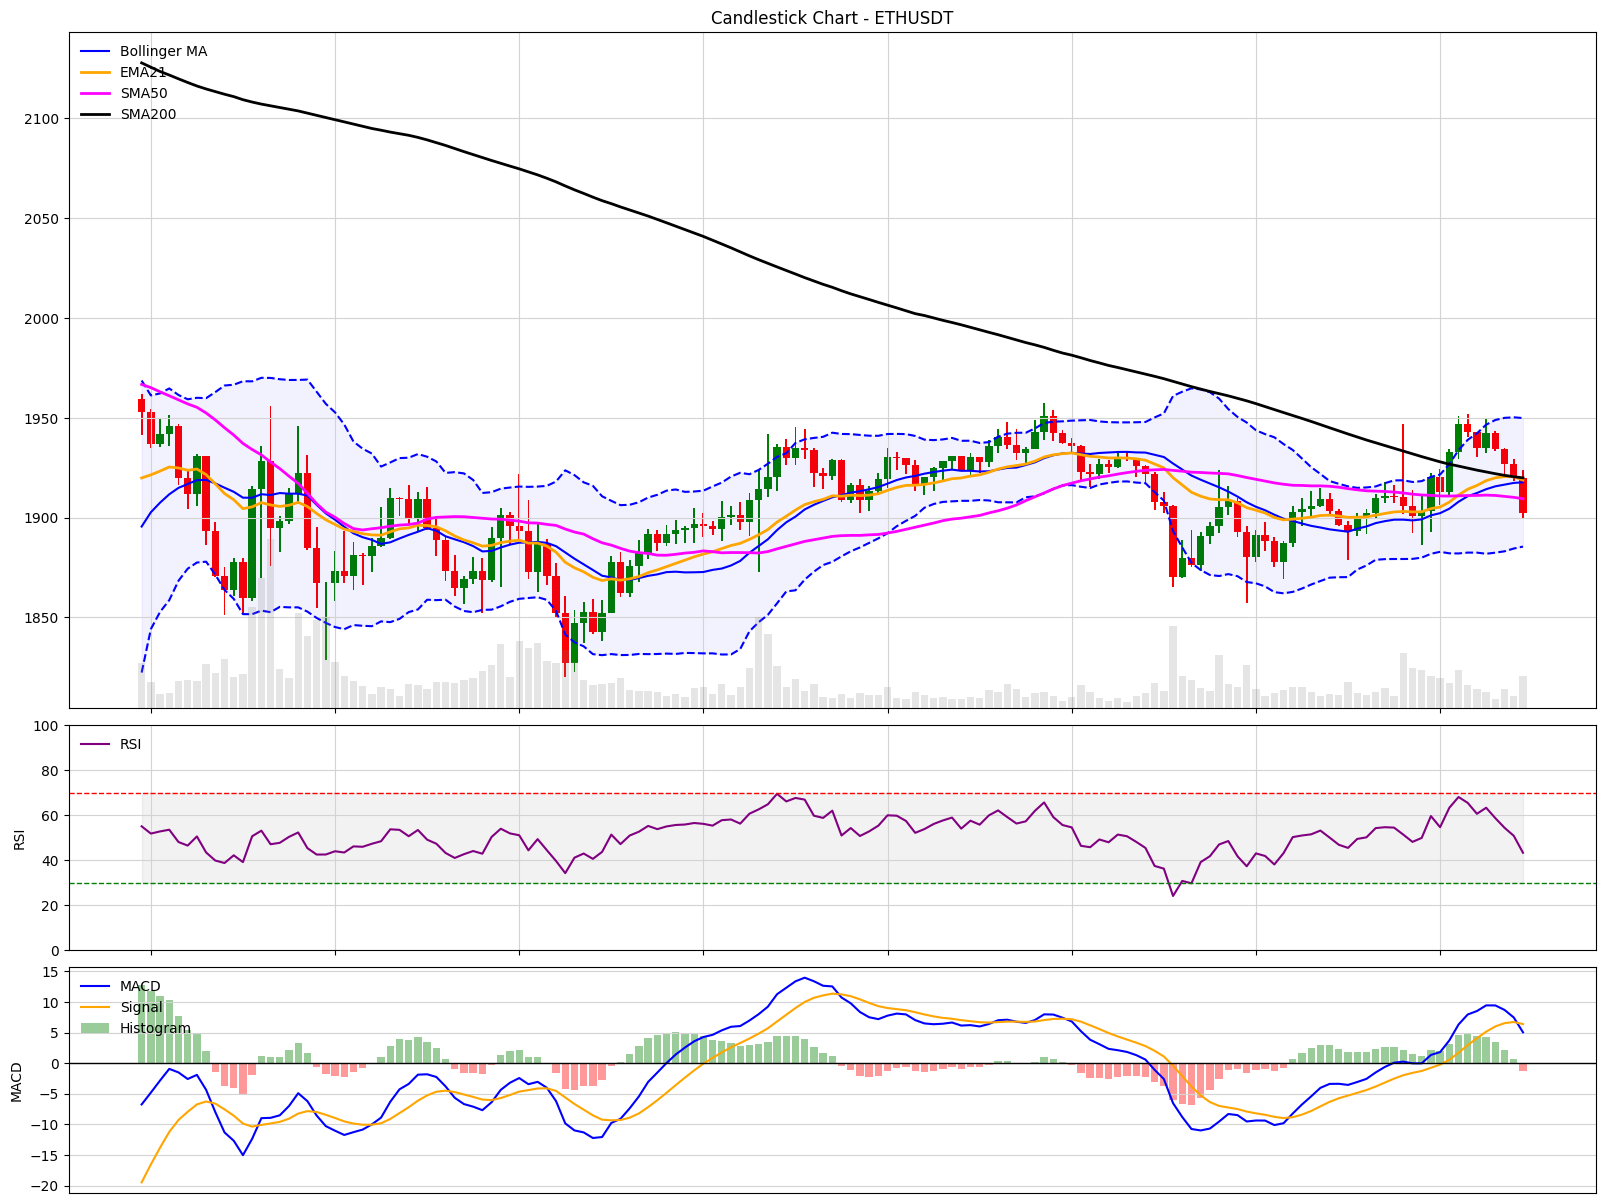 Candlestick Chart - ETHUSDT
Bollinger MA
EMA21
SMA50
SMA200
2100
2050
2000
1950
1900
1850
RSI
100
80
60
40
20
0
RSI
MACD
Signal
Histogram
15
10
5
0
−5
−10
−15
−20
MACD